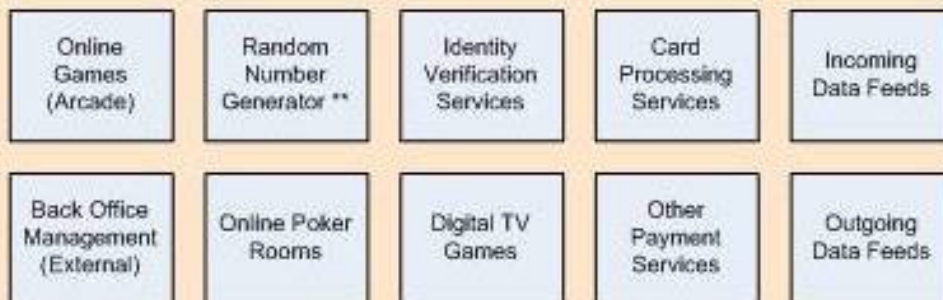 Online
Games
(Arcade)
Random
Number
Generator **
Identity
Verification
Services
Card
Processing
Services
Incoming
Data Feeds
Back Office
Management
(External)
Online Poker
Rooms
Digital TV
Games
Other
Payment
Services
Outgoing
Data Feeds